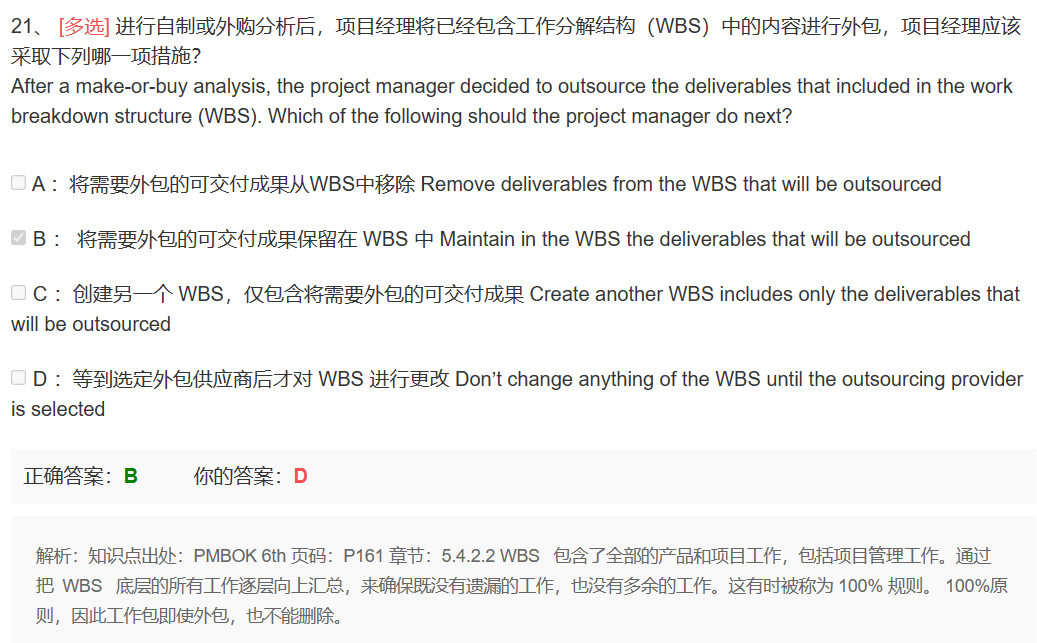 21、 [多选] 进行自制或外购分析后，项目经理将已经包含工作分解结构（WBS）中的内容进行外包，项目经理应该
采取下列哪一项措施?
After a make-or-buy analysis, the project manager decided to outsource the deliverables that included in the work
breakdown structure (WBS). Which of the following should the project manager do next?
A： 将需要外包的可交付成果从WBS中移除 Remove deliverables from the WBS that will be outsourced
B： 将需要外包的可交付成果保留在 WBS 中 Maintain in the WBS the deliverables that will be outsourced
C： 创建另一个 WBS，仅包含将需要外包的可交付成果 Create another WBS includes only the deliverables that
will be outsourced
D： 等到选定外包供应商后才对 WBS 进行更改 Don’t change anything of the WBS until the outsourcing provider
is selected
正确答案：B 你的答案：D
解析：知识点出处：PMBOK 6th 页码：P161 章节：5.4.2.2 WBS 包含了全部的产品和项目工作，包括项目管理工作。通过
把 WBS 底层的所有工作逐层向上汇总，来确保既没有遗漏的工作，也没有多余的工作。这有时被称为 100% 规则。 100%原
则，因此工作包即使外包，也不能删除。